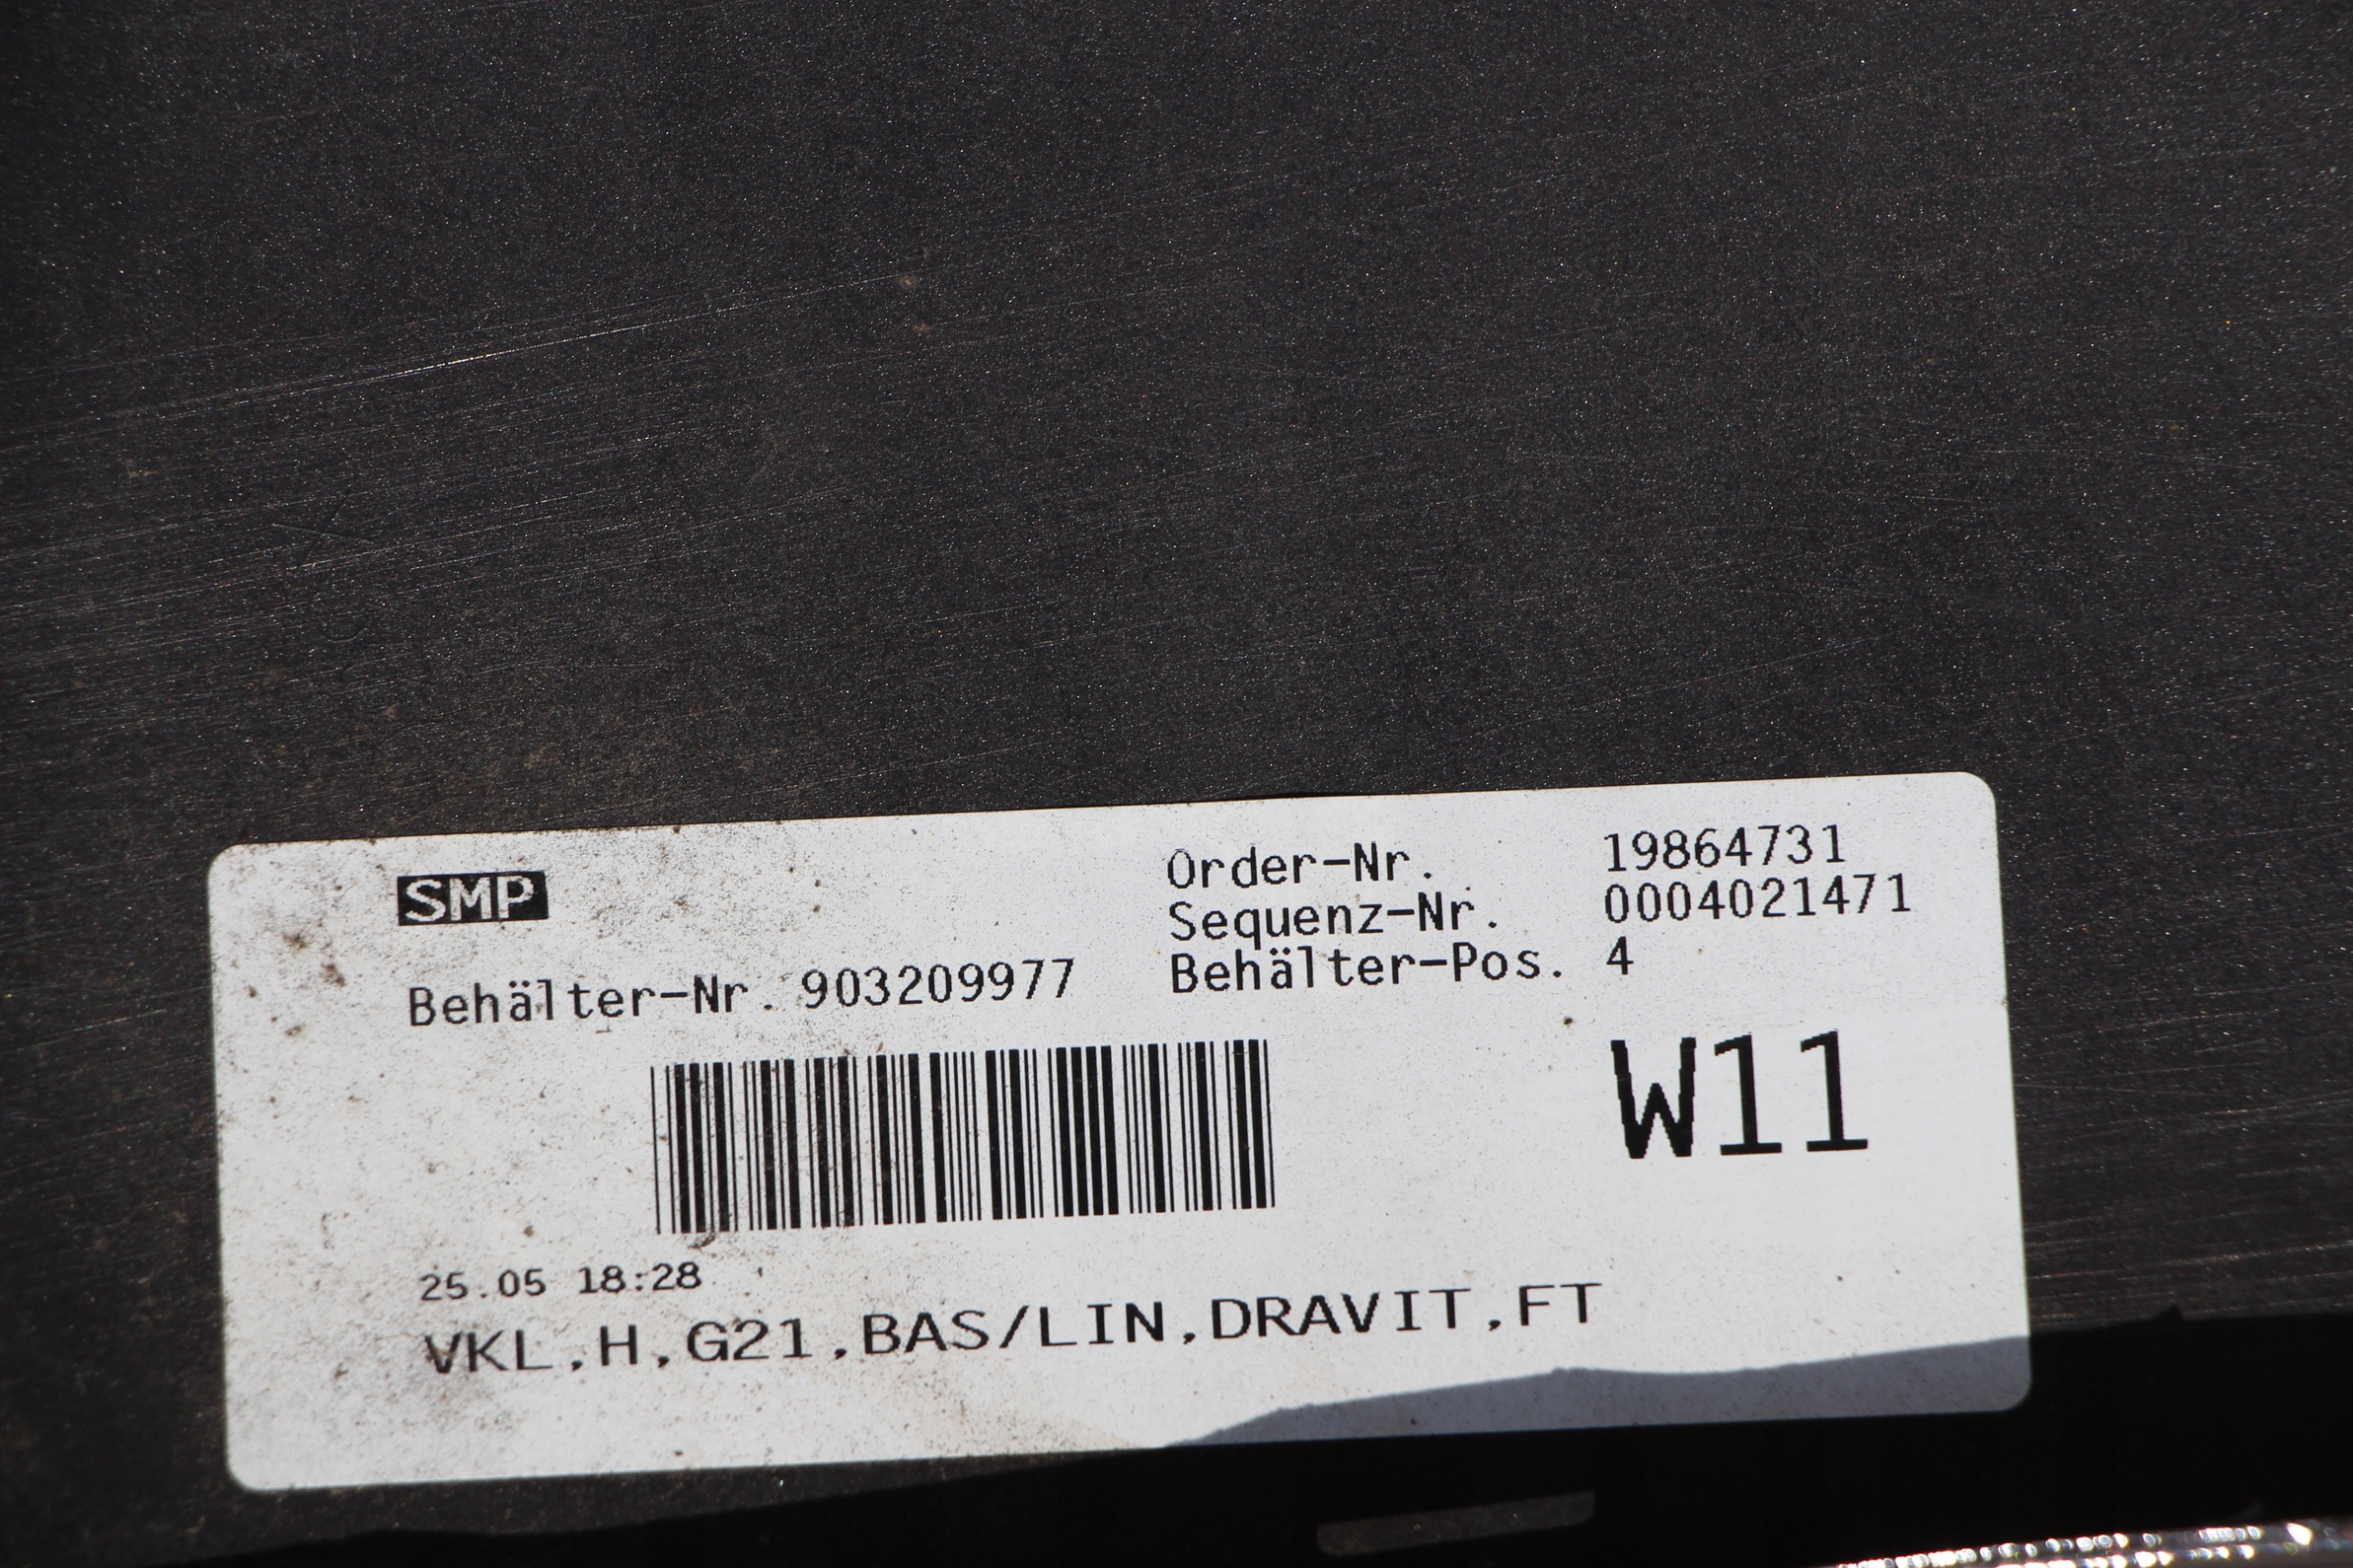 SMP
Order-Nr. 19864731
Sequenz-Nr. 0004021471
Behälter-Nr. 903209977
Behälter-Pos. 4
W11
25.05 18:28
VKL,H,G21,BAS/LIN,DRAVIT,FT